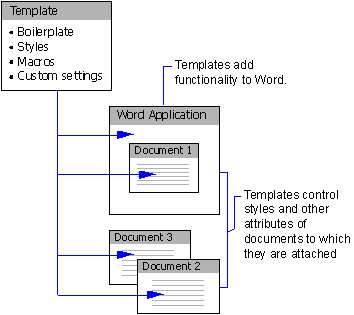 Template
• Boilerplate
• Styles
• Macros
• Custom settings
Templates add
functionality to Word.
Word Application
Document 1
Templates control
styles and other
attributes of
documents to which
they are attached
Document 3
Document 2